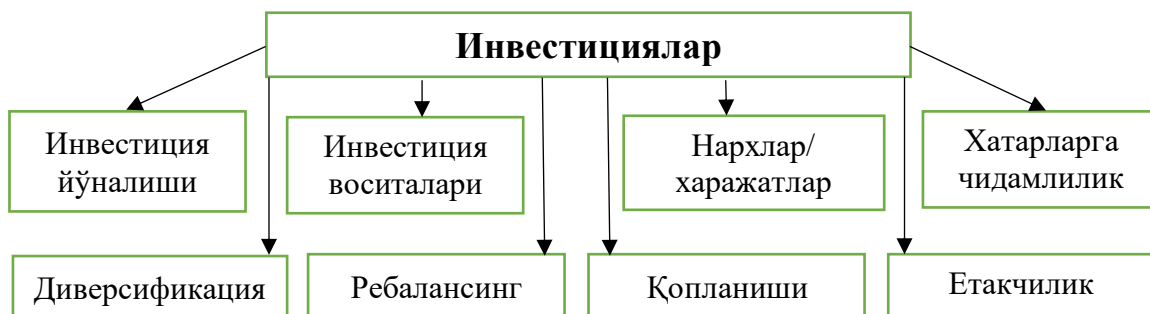 Инвестициялар
Инвестиция
йўналиши
Инвестиция
воситалари
Нархлар/
харажатлар
Хатарларга
чидамлилик
Диверсификация
Ребалансинг
Қопланиши
Етакчилик